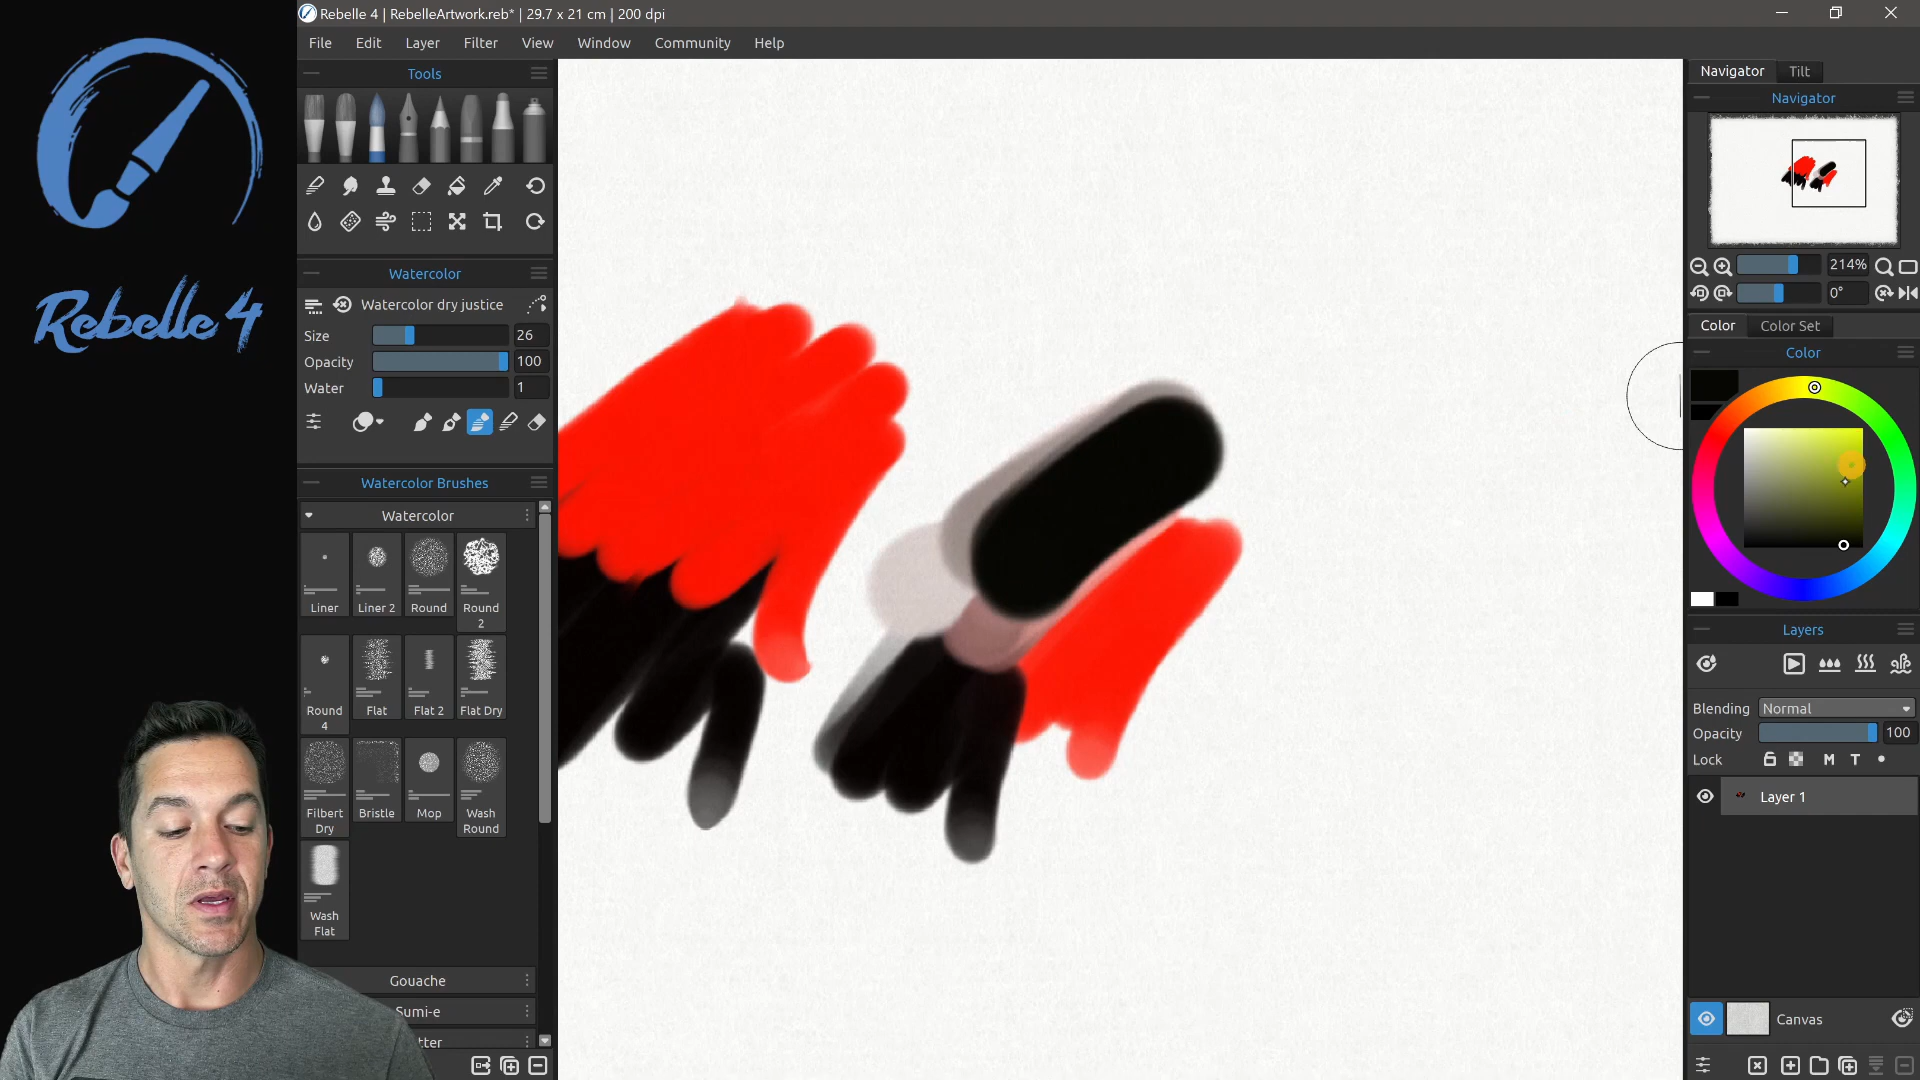 Rebelle 4
Rebelle 4 | RebelleArtwork.reb* | 29.7 x 21 cm | 200 dpi
File Edit Layer Filter View Window Community Help
Tools
Watercolor
Watercolor dry justice
Size 26
Opacity 100
Water 1
Watercolor Brushes
Watercolor
Liner Liner 2 Round Round 2
Round 4 Flat Flat 2 Flat Dry
Filbert Dry Bristle Mop Wash Round
Wash Flat
Gouache
Sumi-e
Navigator Tilt
Navigator
214%
0°
Color Color Set
Color
Layers
Blending Normal
Opacity 100
Lock M T
Layer 1
Canvas